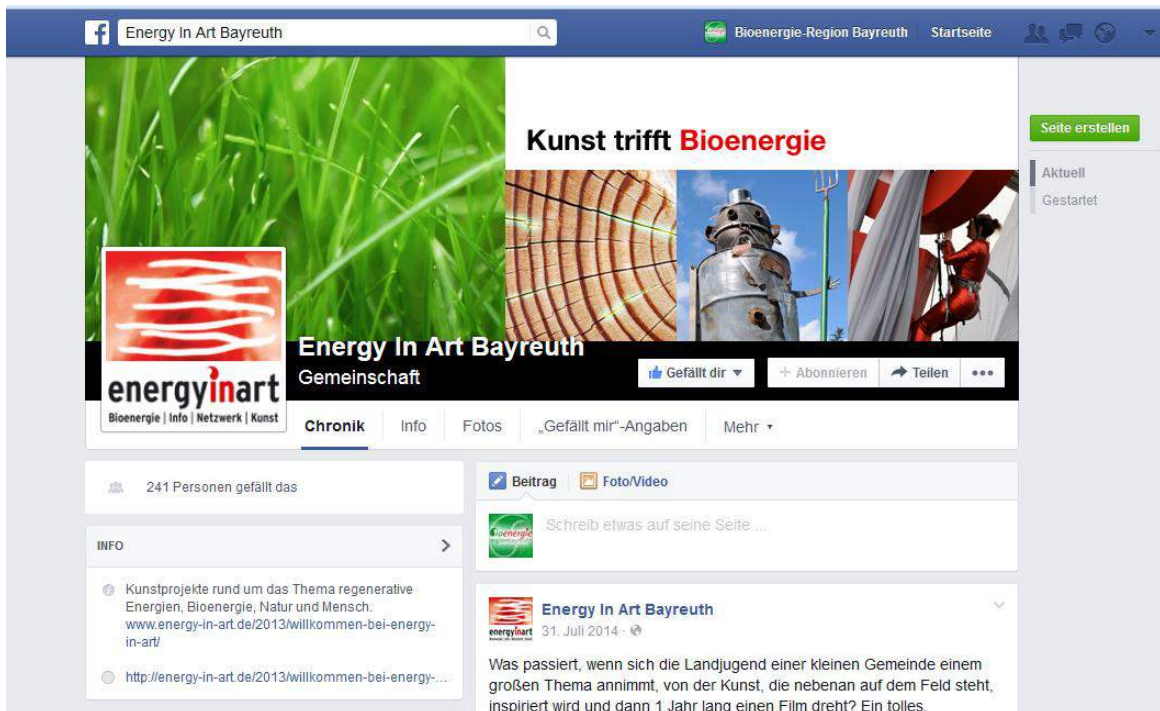 Energy In Art Bayreuth
Bioenergie-Region Bayreuth Startseite
Kunst trifft Bioenergie
Seite erstellen
Aktuell
Gestartet
energyinart
Bioenergie | Info | Netzwerk | Kunst
Energy In Art Bayreuth
Gemeinschaft
Gefällt dir
+ Abonnieren
Teilen
Chronik Info Fotos „Gefällt mir“-Angaben Mehr
241 Personen gefällt das
INFO
Kunstprojekte rund um das Thema regenerative
Energien, Bioenergie, Natur und Mensch.
www.energy-in-art.de/2013/willkommen-bei-energy-
in-art/
http://energy-in-art.de/2013/willkommen-bei-energy-...
Beitrag Foto/Video
Bioenergie
Schreib etwas auf seine Seite ...
energyinart
Energy In Art Bayreuth
31. Juli 2014 ·
Was passiert, wenn sich die Landjugend einer kleinen Gemeinde einem
großen Thema annimmt, von der Kunst, die nebenan auf dem Feld steht,
inspiriert wird und dann 1 Jahr lang einen Film dreht? Ein tolles,